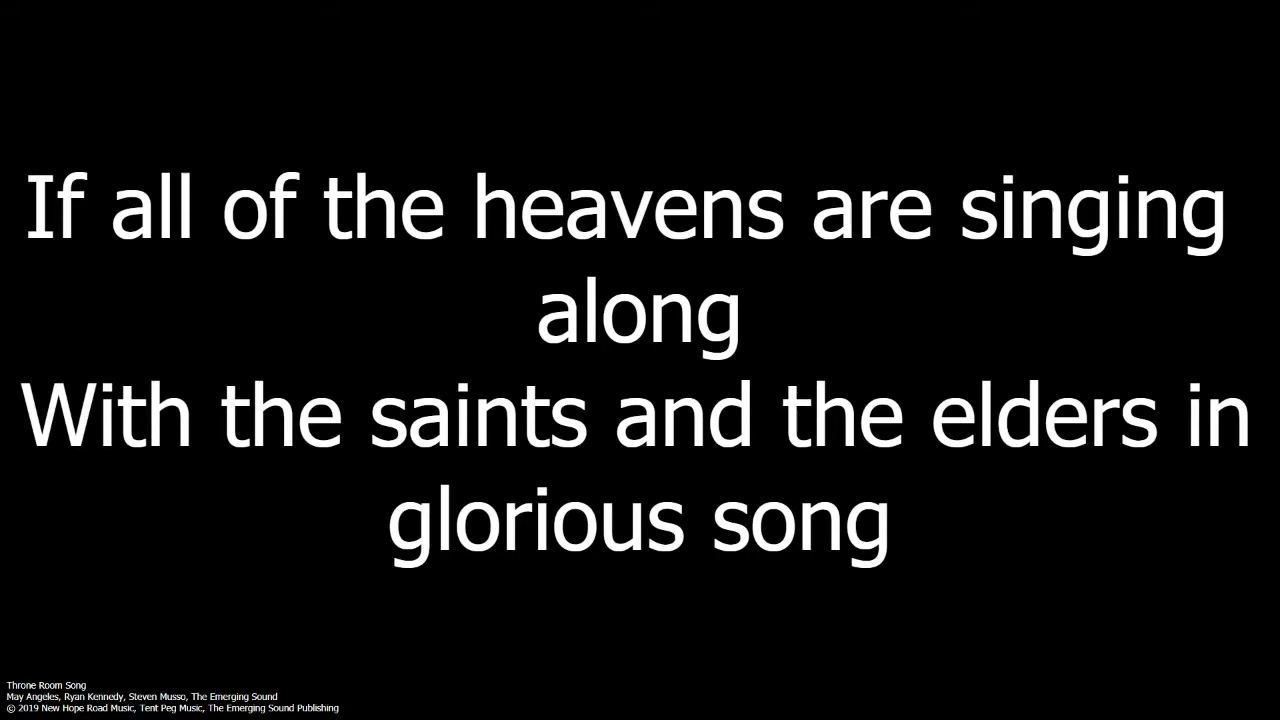 If all of the heavens are singing
along
With the saints and the elders in
glorious song
Throne Room Song
May Angeles, Ryan Kennedy, Steven Musso, The Emerging Sound
© 2019 New Hope Road Music, Tent Peg Music, The Emerging Sound Publishing